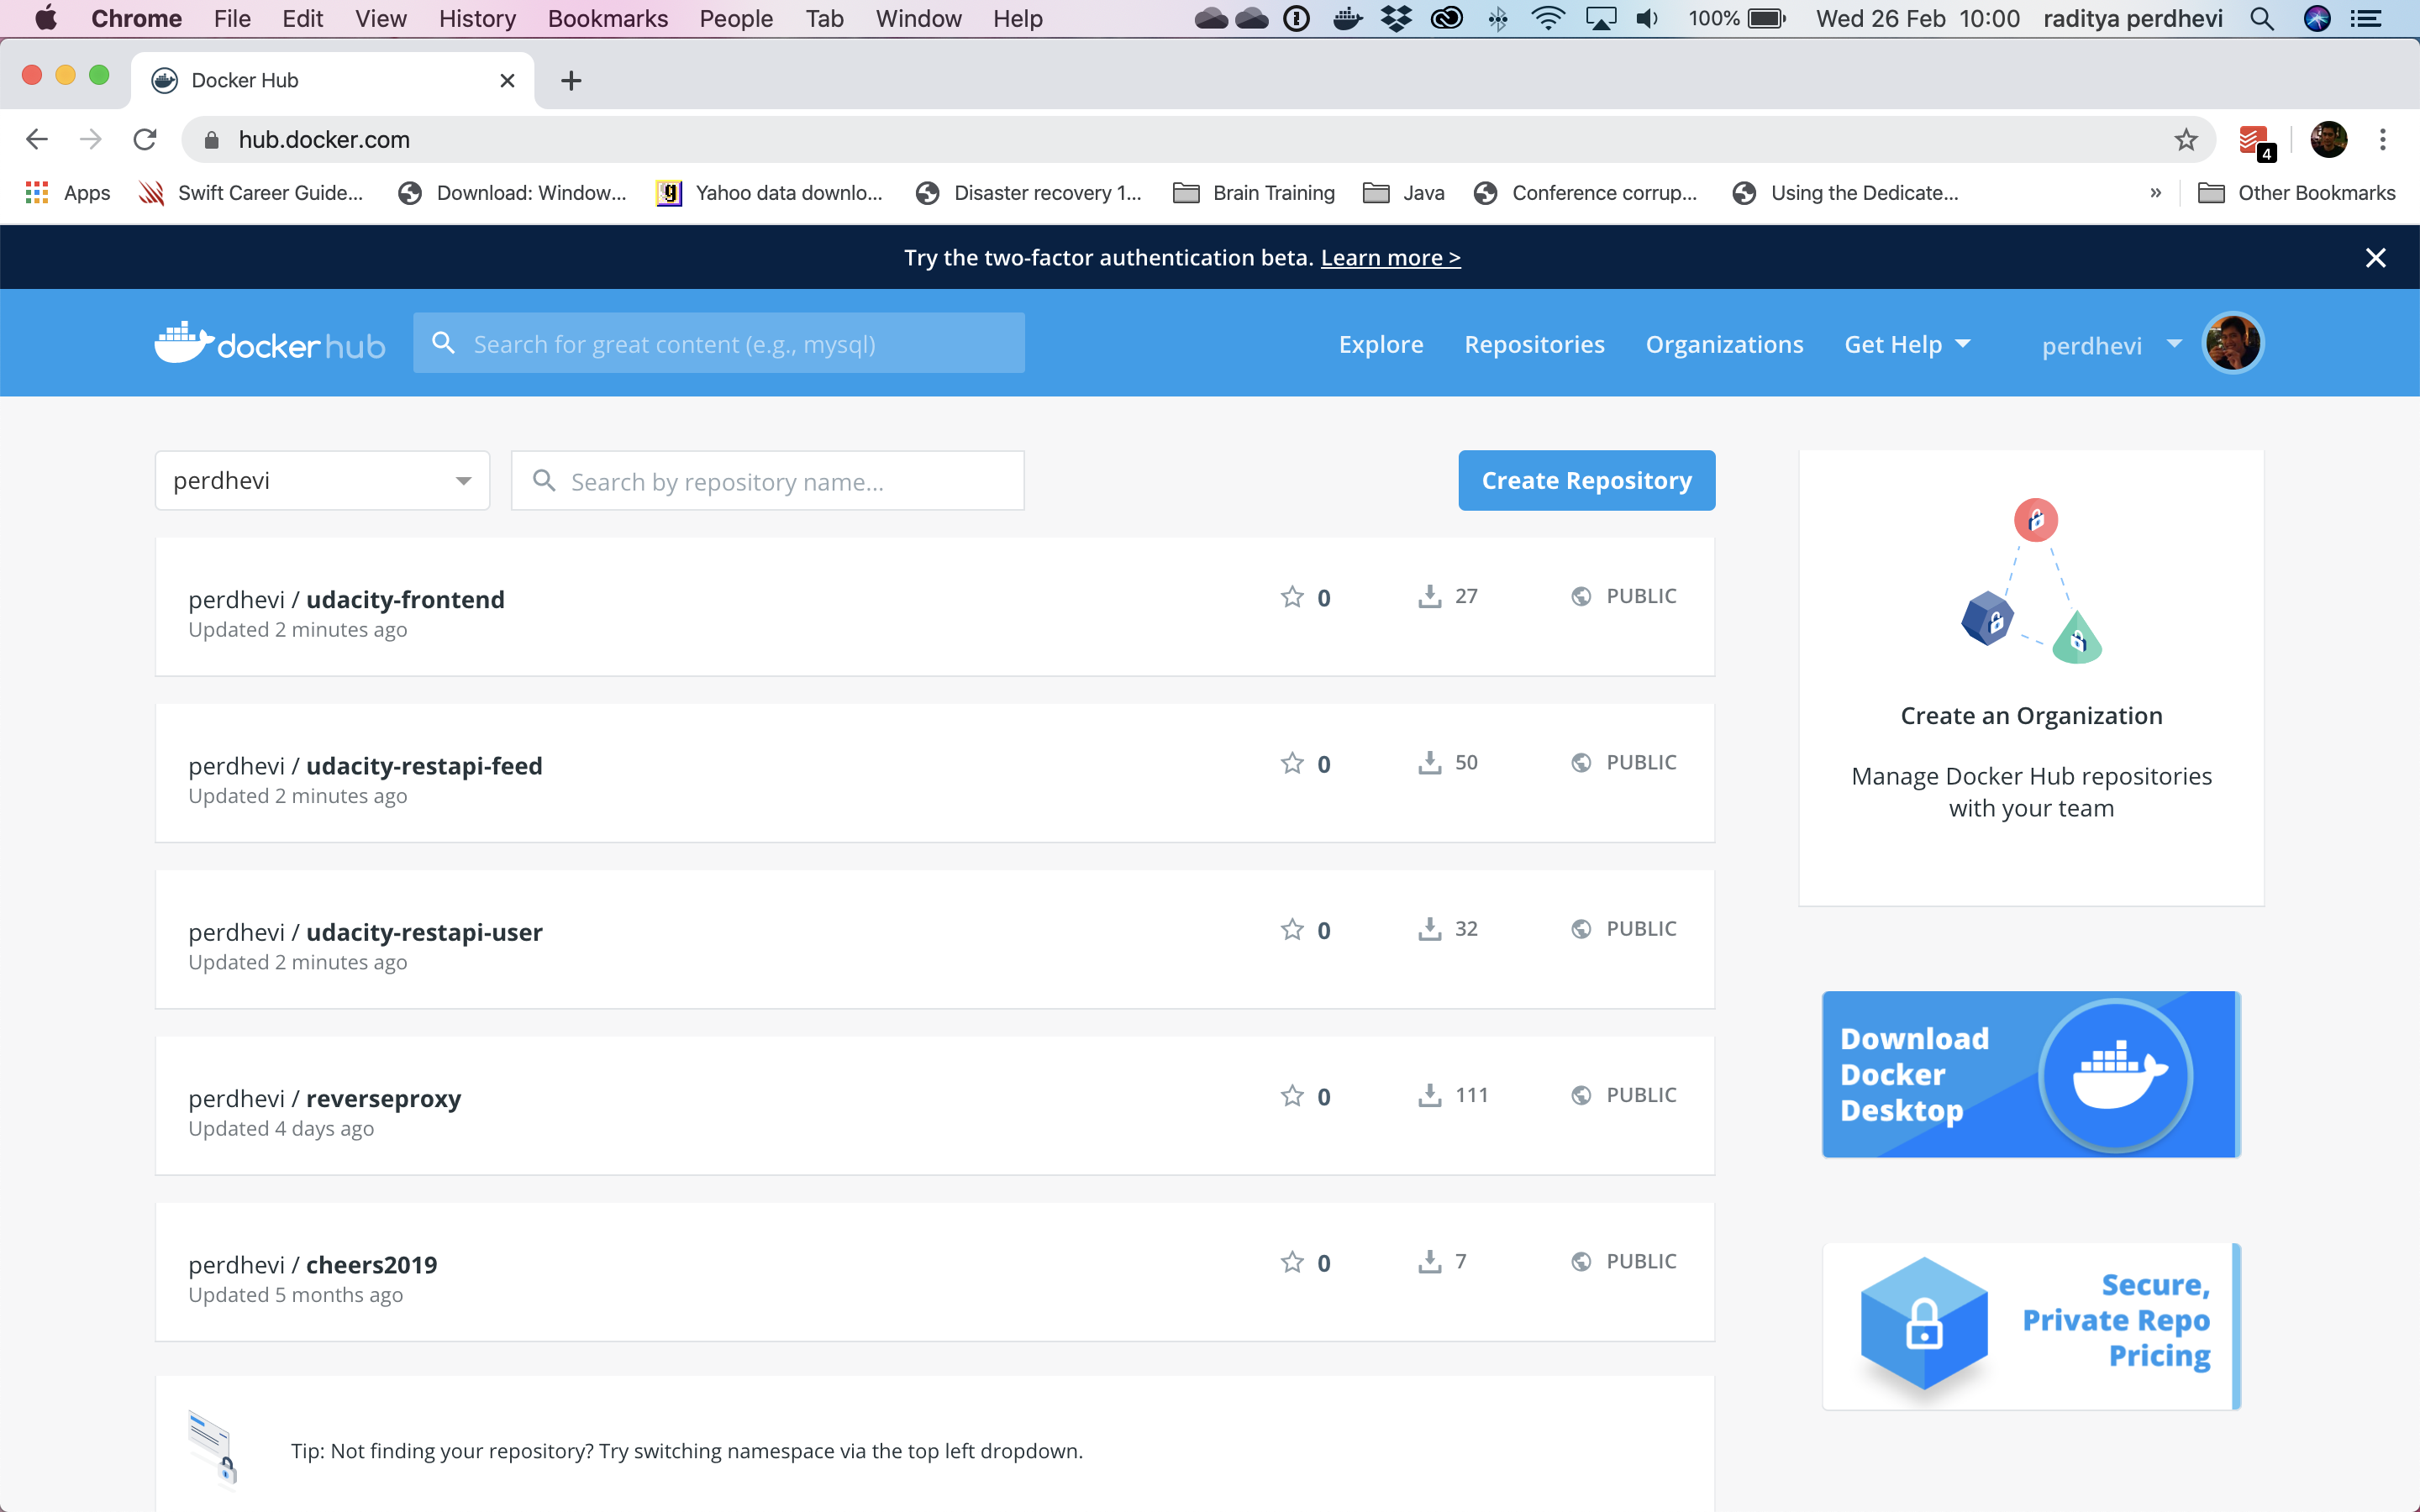 Chrome File Edit View History Bookmarks People Tab Window Help 100% Wed 26 Feb 10:00 raditya perdhevi
Docker Hub
hub.docker.com
4
Apps Swift Career Guide... Download: Window... Yahoo data downlo... Disaster recovery 1... Brain Training Java Conference corrup... Using the Dedicate... » Other Bookmarks
Try the two-factor authentication beta. Learn more >
docker hub Search for great content (e.g., mysql) Explore Repositories Organizations Get Help perdhevi
perdhevi Search by repository name... Create Repository
perdhevi / udacity-frontend 0 27 PUBLIC
Updated 2 minutes ago
perdhevi / udacity-restapi-feed 0 50 PUBLIC
Updated 2 minutes ago
perdhevi / udacity-restapi-user 0 32 PUBLIC
Updated 2 minutes ago
perdhevi / reverseproxy 0 111 PUBLIC
Updated 4 days ago
perdhevi / cheers2019 0 7 PUBLIC
Updated 5 months ago
Tip: Not finding your repository? Try switching namespace via the top left dropdown.
Create an Organization
Manage Docker Hub repositories
with your team
Download
Docker
Desktop
Secure,
Private Repo
Pricing